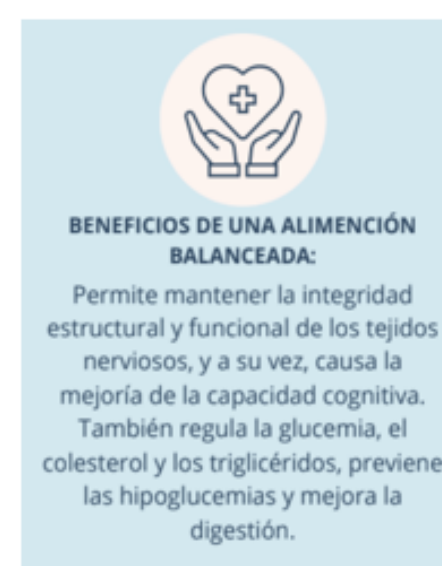 BENEFICIOS DE UNA ALIMENCIÓN
BALANCEADA:
Permite mantener la integridad
estructural y funcional de los tejidos
nerviosos, y a su vez, causa la
mejoría de la capacidad cognitiva.
También regula la glucemia, el
colesterol y los triglicéridos, previene
las hipoglucemias y mejora la
digestión.